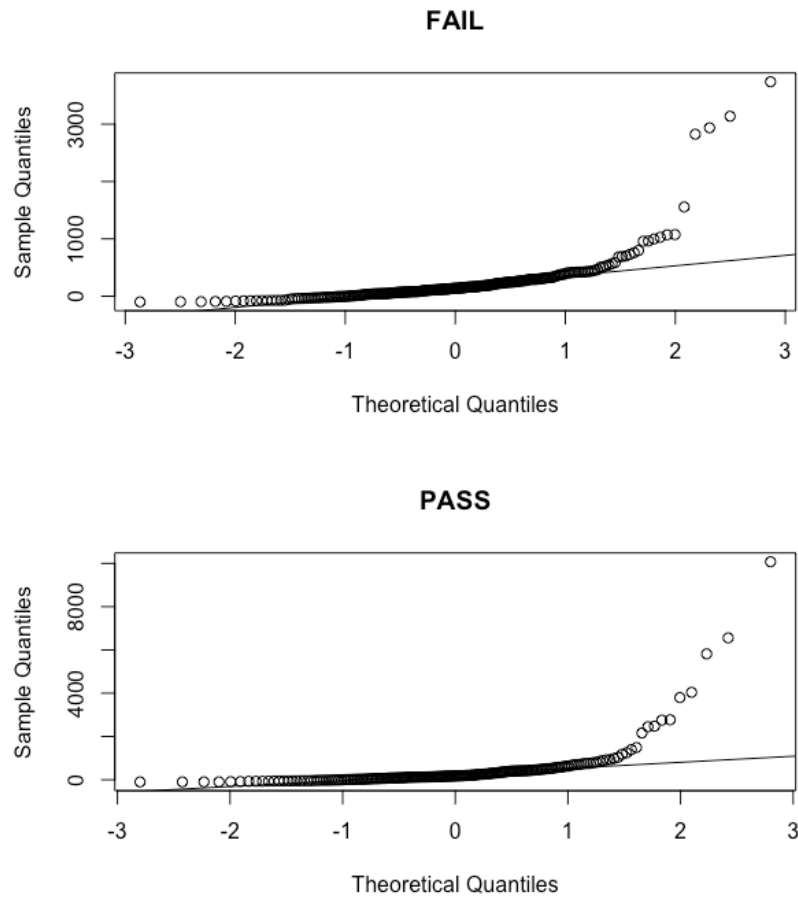 FAIL
Sample Quantiles
3000
1000
0
-3 -2 -1 0 1 2 3
Theoretical Quantiles
PASS
Sample Quantiles
8000
4000
0
-3 -2 -1 0 1 2 3
Theoretical Quantiles